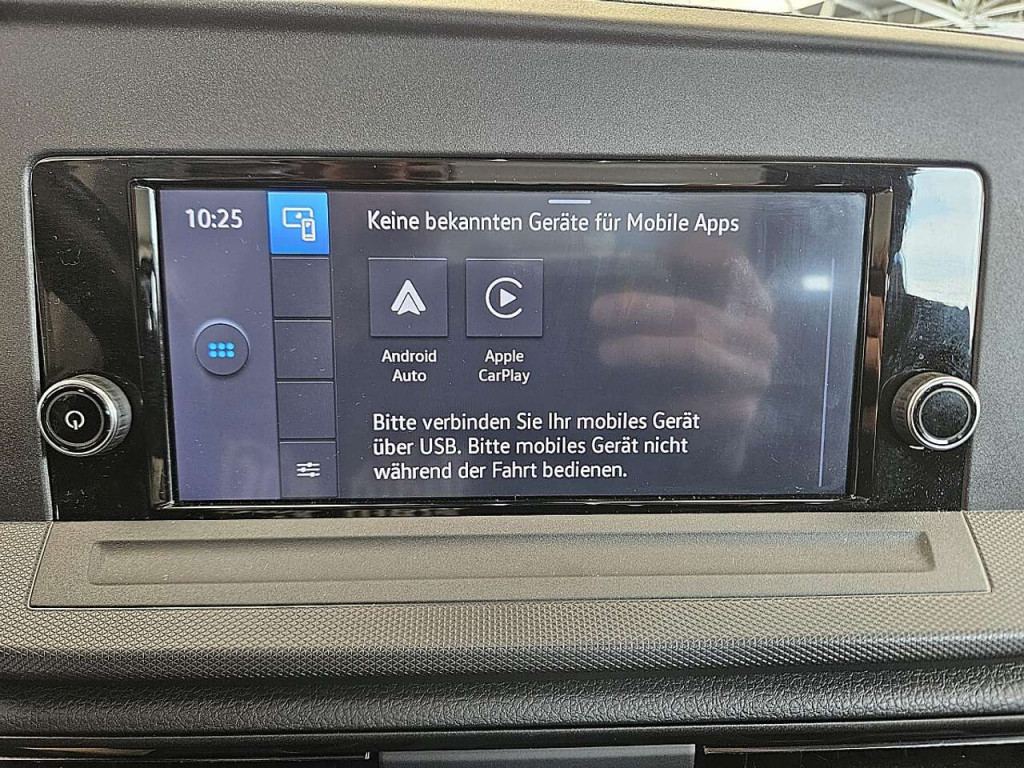 10:25
Keine bekannten Geräte für Mobile Apps
Android
Auto
Apple
CarPlay
Bitte verbinden Sie Ihr mobiles Gerät
über USB. Bitte mobiles Gerät nicht
während der Fahrt bedienen.